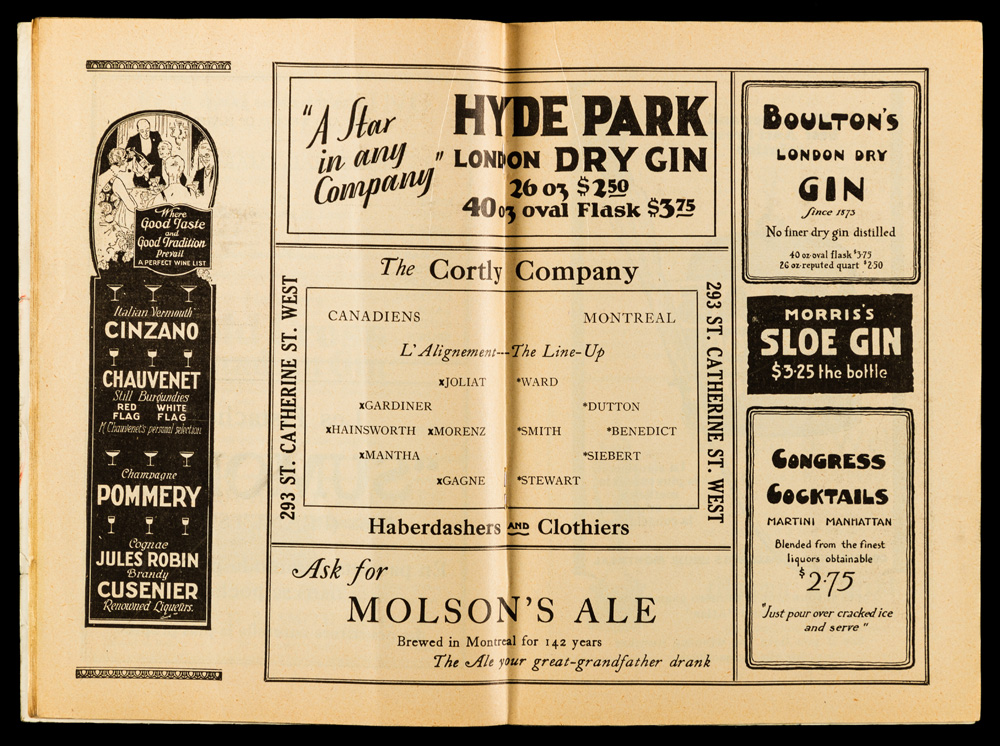 Where
Good Taste
and
Good Tradition
Prevail
A PERFECT WINE LIST
Italian Vermouth
CINZANO
CHAUVENET
Still Burgundies
RED WHITE
FLAG FLAG
M. Chauvenet's personal selection
Champagne
POMMERY
Cognac
JULES ROBIN
Brandy
CUSENIER
Renowned Liqueurs.
"A Star
in any
Company"
HYDE PARK
LONDON DRY GIN
26 oz $2.50
40 oz oval Flask $3.75
The Cortly Company
293 ST. CATHERINE ST. WEST
CANADIENS MONTREAL
L'Alignement---The Line-Up
xJOLIAT *WARD
xGARDINER *DUTTON
xHAINSWORTH xMORENZ *SMITH *BENEDICT
xMANTHA *SIEBERT
xGAGNE *STEWART
293 ST. CATHERINE ST. WEST
Haberdashers AND Clothiers
Ask for
MOLSON'S ALE
Brewed in Montreal for 142 years
The Ale your great-grandfather drank
BOULTON'S
LONDON DRY
GIN
Since 1873
No finer dry gin distilled
40 oz oval flask $3.75
26 oz reputed quart $2.50
MORRIS'S
SLOE GIN
$3.25 the bottle
CONGRESS
COCKTAILS
MARTINI MANHATTAN
Blended from the finest
liquors obtainable
$2.75
"Just pour over cracked ice
and serve"